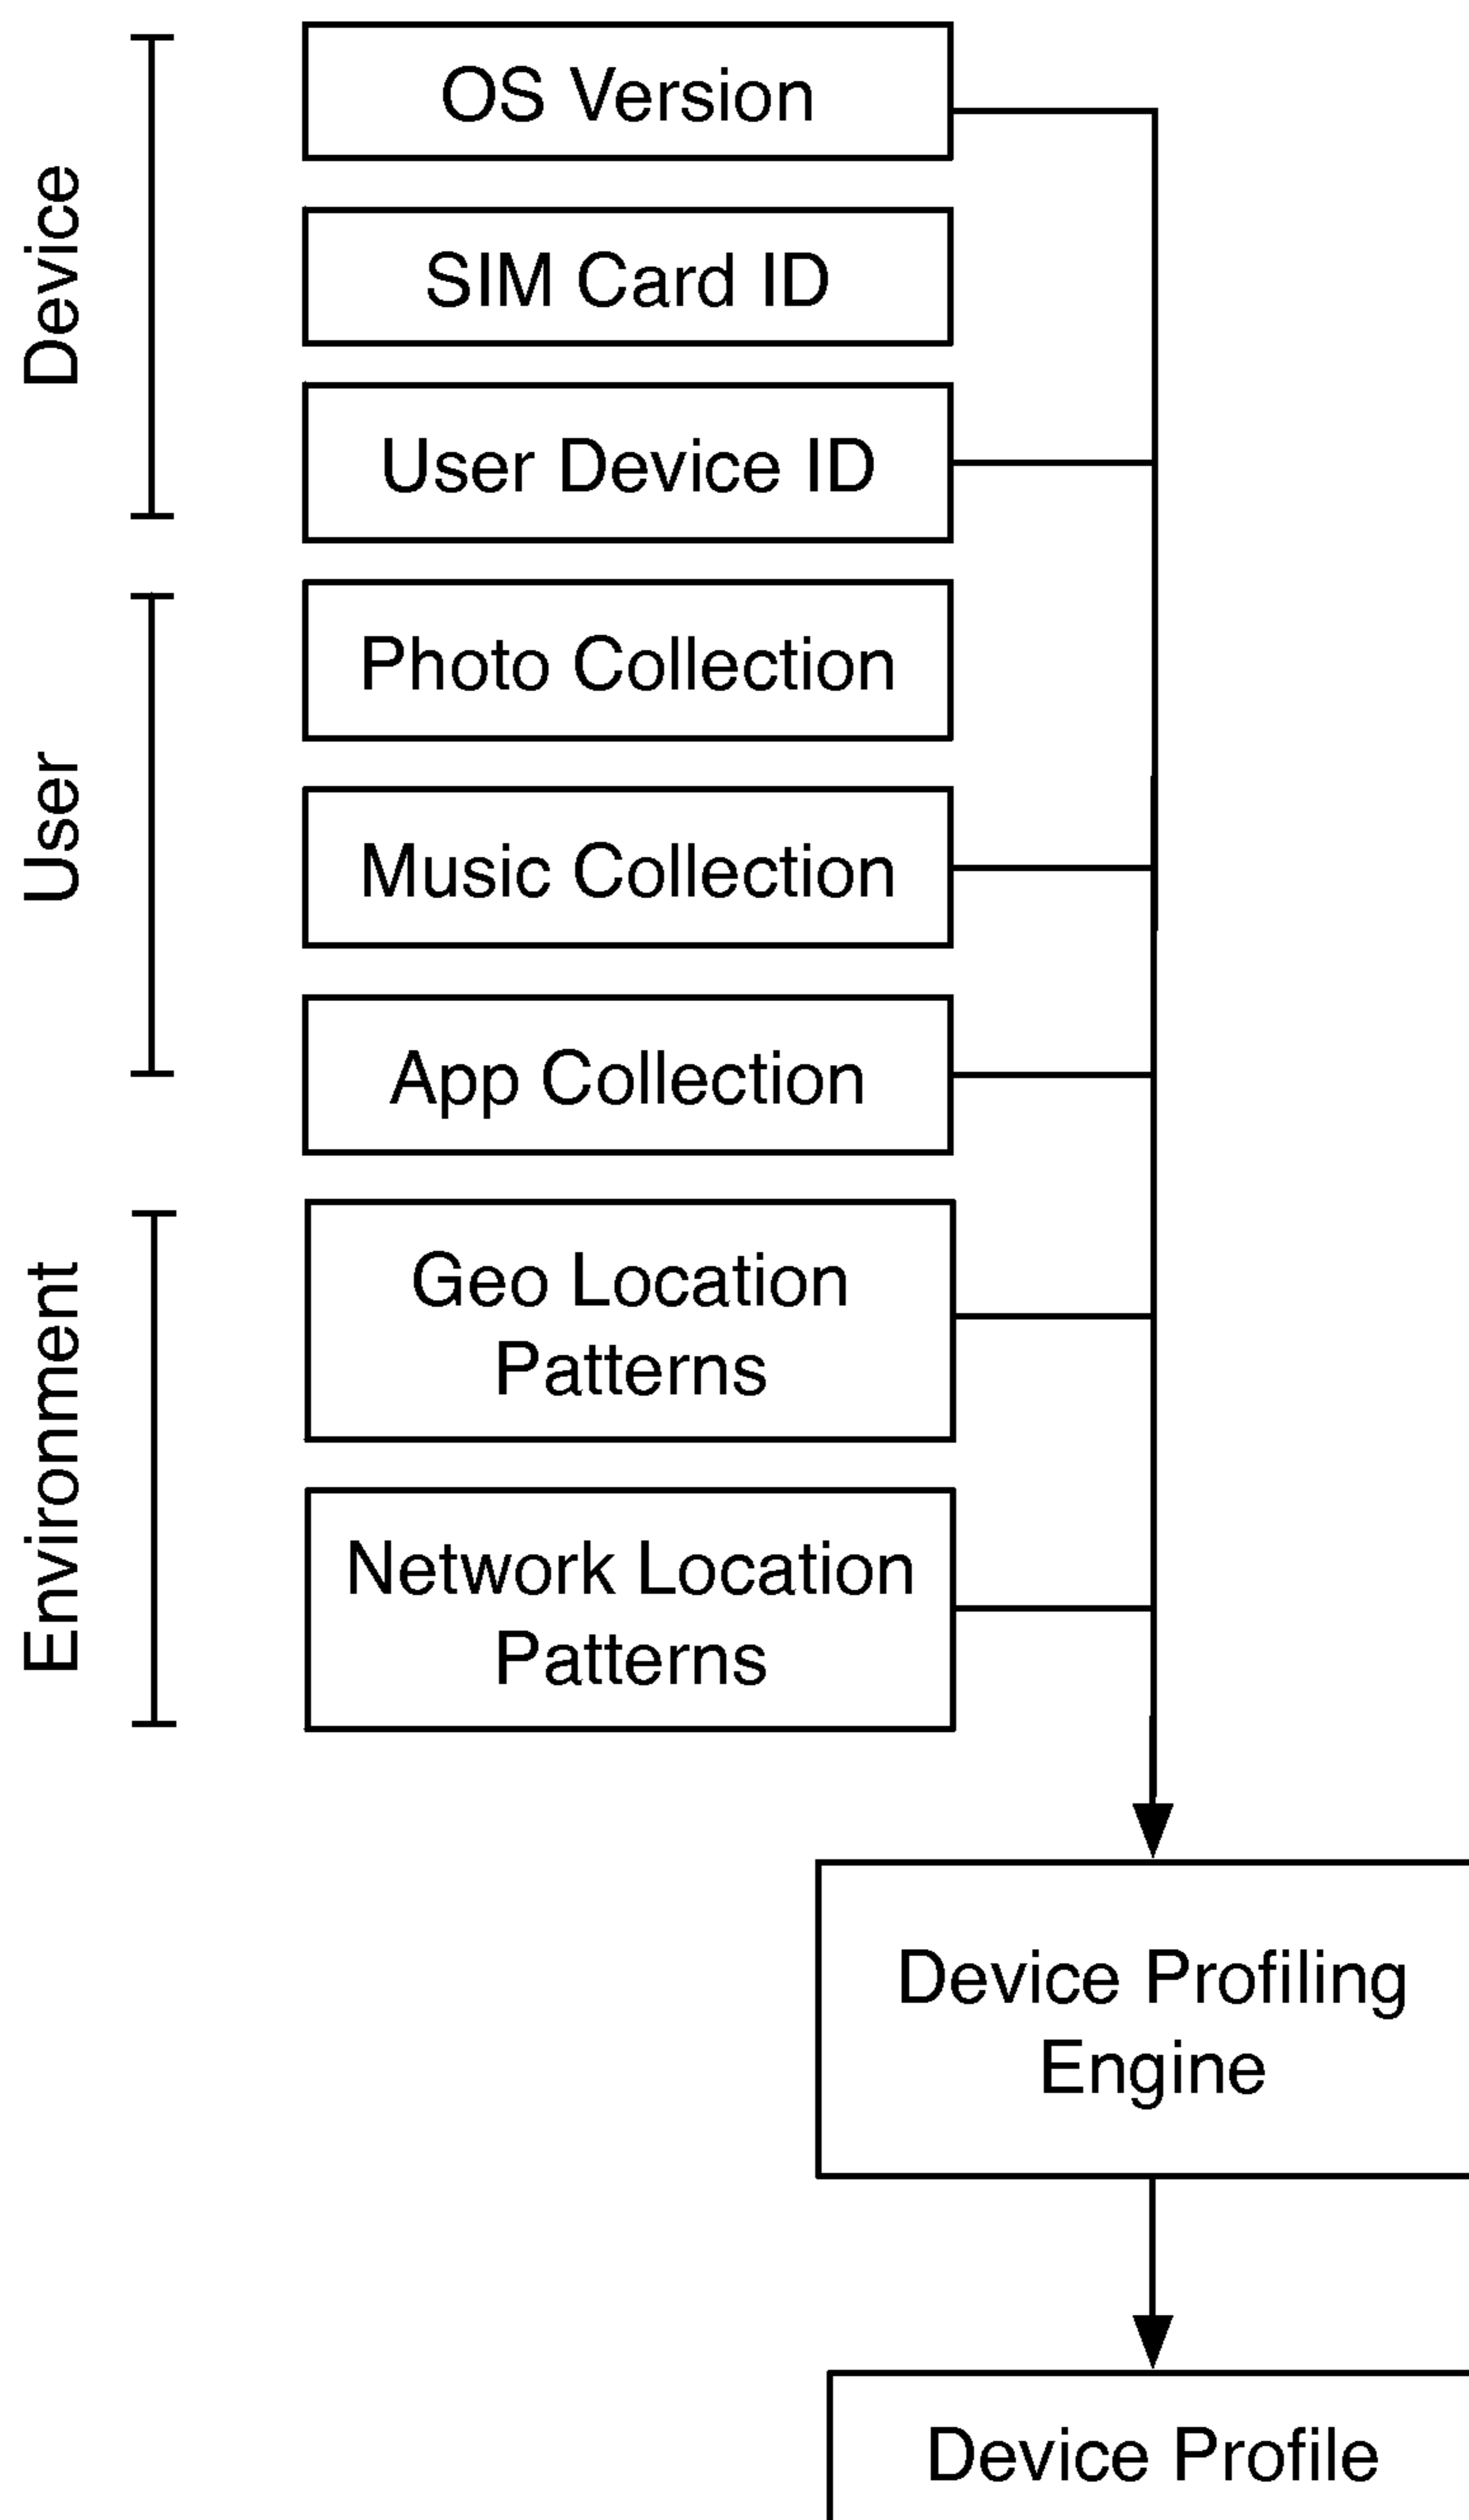 Device
OS Version
SIM Card ID
User Device ID
User
Photo Collection
Music Collection
App Collection
Environment
Geo Location
Patterns
Network Location
Patterns
Device Profiling
Engine
Device Profile